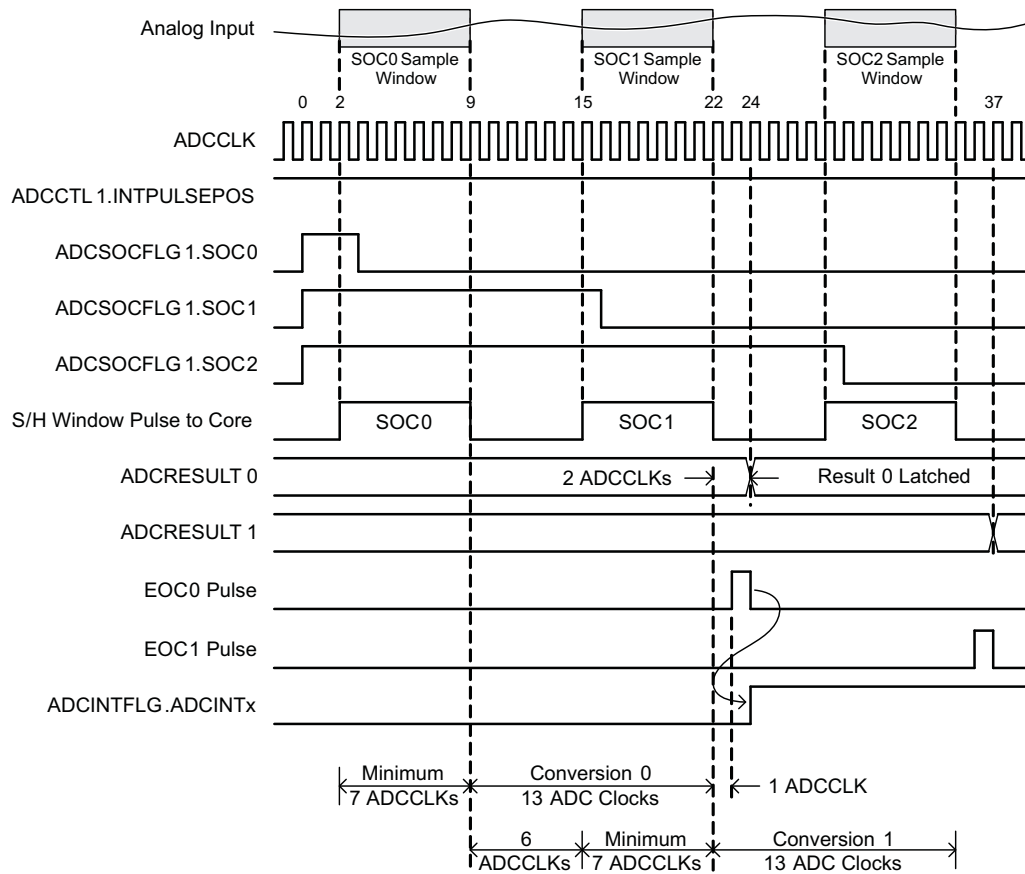 Analog Input
SOC0 Sample
Window
SOC1 Sample
Window
SOC2 Sample
Window
0 2 9 15 22 24 37
ADCCLK
ADCCTL 1.INTPULSEPOS
ADCSOCFLG 1.SOC0
ADCSOCFLG 1.SOC1
ADCSOCFLG 1.SOC2
S/H Window Pulse to Core
SOC0 SOC1 SOC2
ADCRESULT 0
2 ADCCLKs
Result 0 Latched
ADCRESULT 1
EOC0 Pulse
EOC1 Pulse
ADCINTFLG.ADCINTx
Minimum
7 ADCCLKs
Conversion 0
13 ADC Clocks
1 ADCCLK
6
ADCCLKs
Minimum
7 ADCCLKs
Conversion 1
13 ADC Clocks